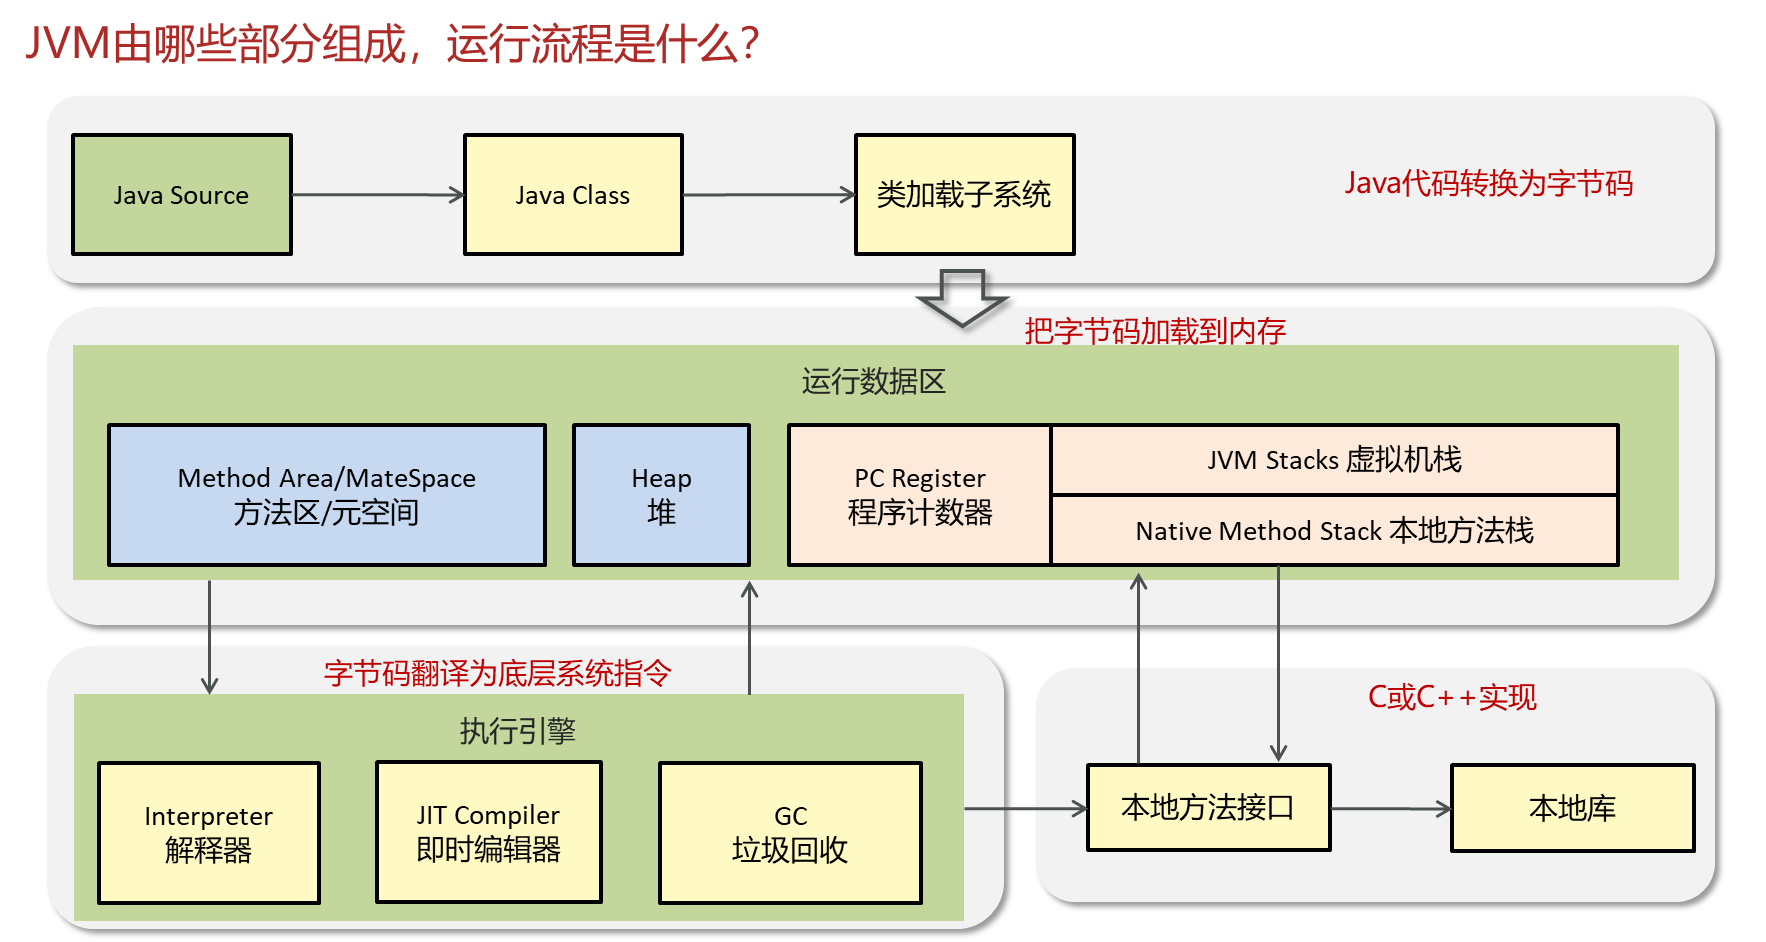 JVM由哪些部分组成，运行流程是什么？
Java Source
Java Class
类加载子系统
Java代码转换为字节码
把字节码加载到内存
运行数据区
Method Area/MateSpace
方法区/元空间
Heap
堆
PC Register
程序计数器
JVM Stacks 虚拟机栈
Native Method Stack 本地方法栈
字节码翻译为底层系统指令
执行引擎
Interpreter
解释器
JIT Compiler
即时编辑器
GC
垃圾回收
C或C++实现
本地方法接口
本地库